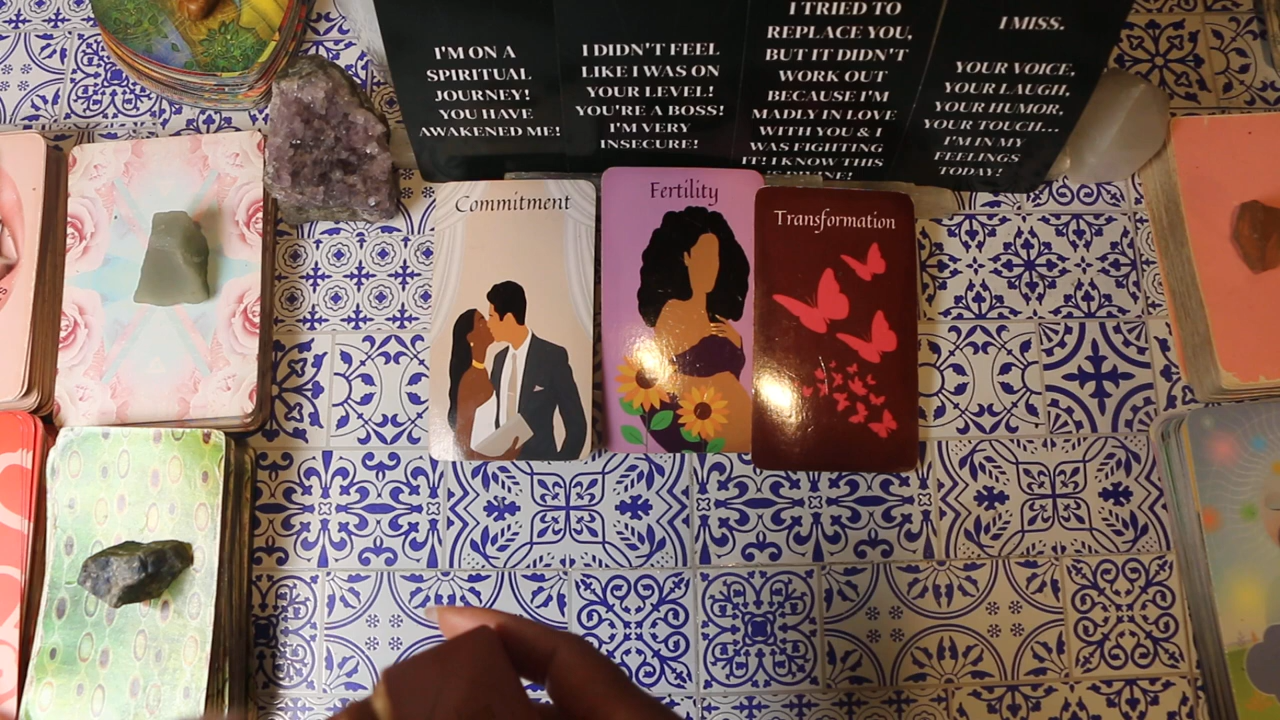 I'M ON A
SPIRITUAL
JOURNEY!
YOU HAVE
AWAKENED ME!
I DIDN'T FEEL
LIKE I WAS ON
YOUR LEVEL!
YOU'RE A BOSS!
I'M VERY
INSECURE!
I TRIED TO
REPLACE YOU,
BUT IT DIDN'T
WORK OUT
BECAUSE I'M
MADLY IN LOVE
WITH YOU & I
WAS FIGHTING
IT! I KNOW THIS
IS DIVINE!
I MISS.
YOUR VOICE,
YOUR LAUGH,
YOUR HUMOR,
YOUR TOUCH...
I'M IN MY
FEELINGS
TODAY!
Commitment
Fertility
Transformation